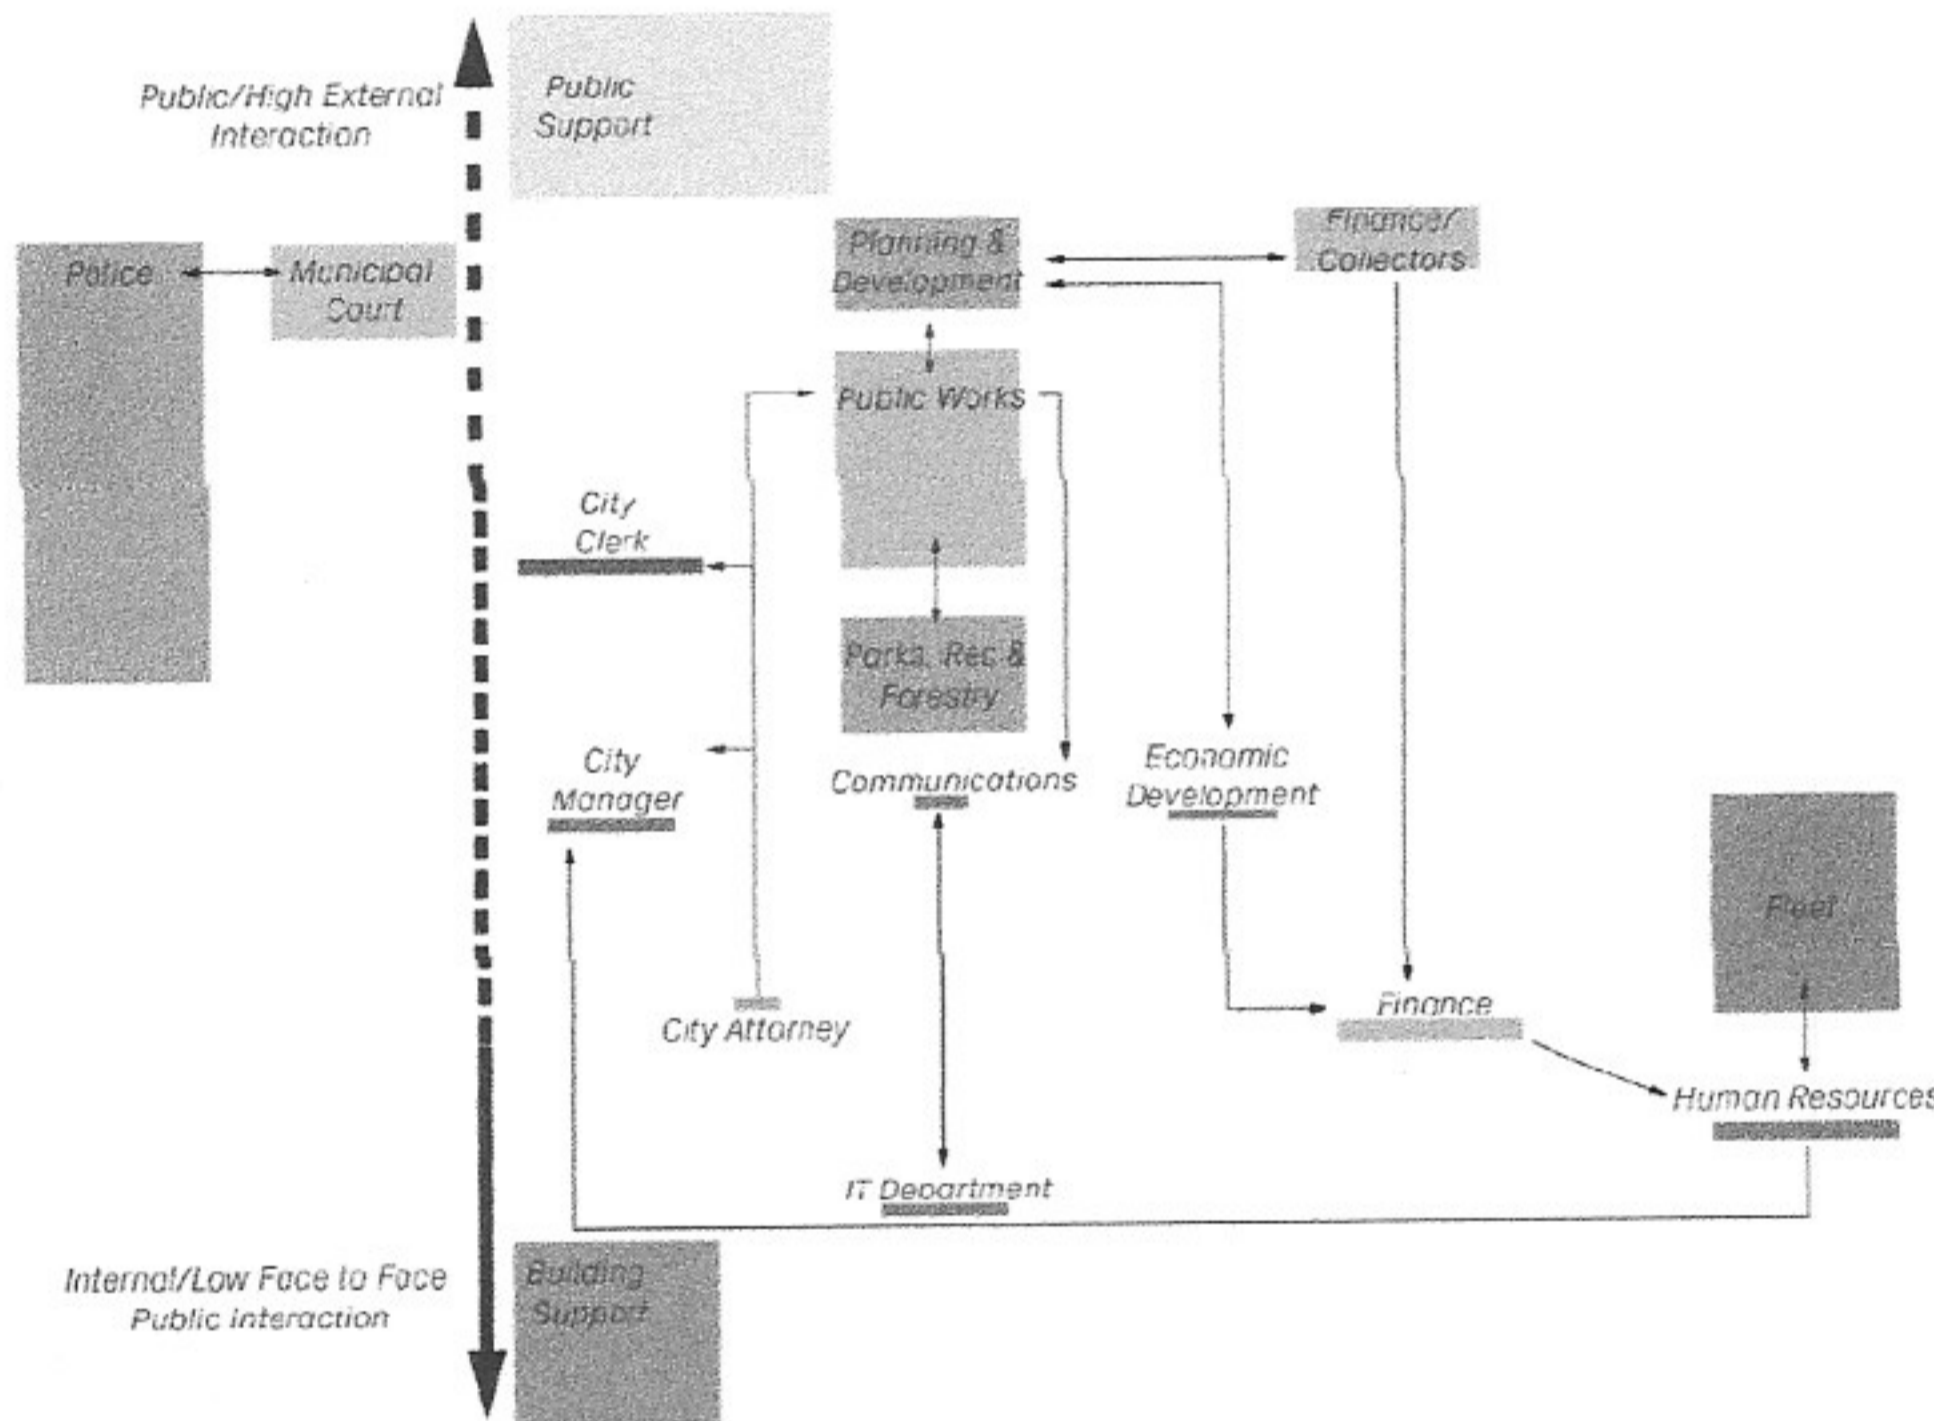 Public/High External
Interaction
Public
Support
Police
Municipal
Court
Planning &
Development
Finance/
Collectors
Public Works
City
Clerk
Parks, Rec &
Forestry
City
Manager
Communications
Economic
Development
Fleet
City Attorney
Finance
Human Resources
IT Department
Internal/Low Face to Face
Public Interaction
Building
Support